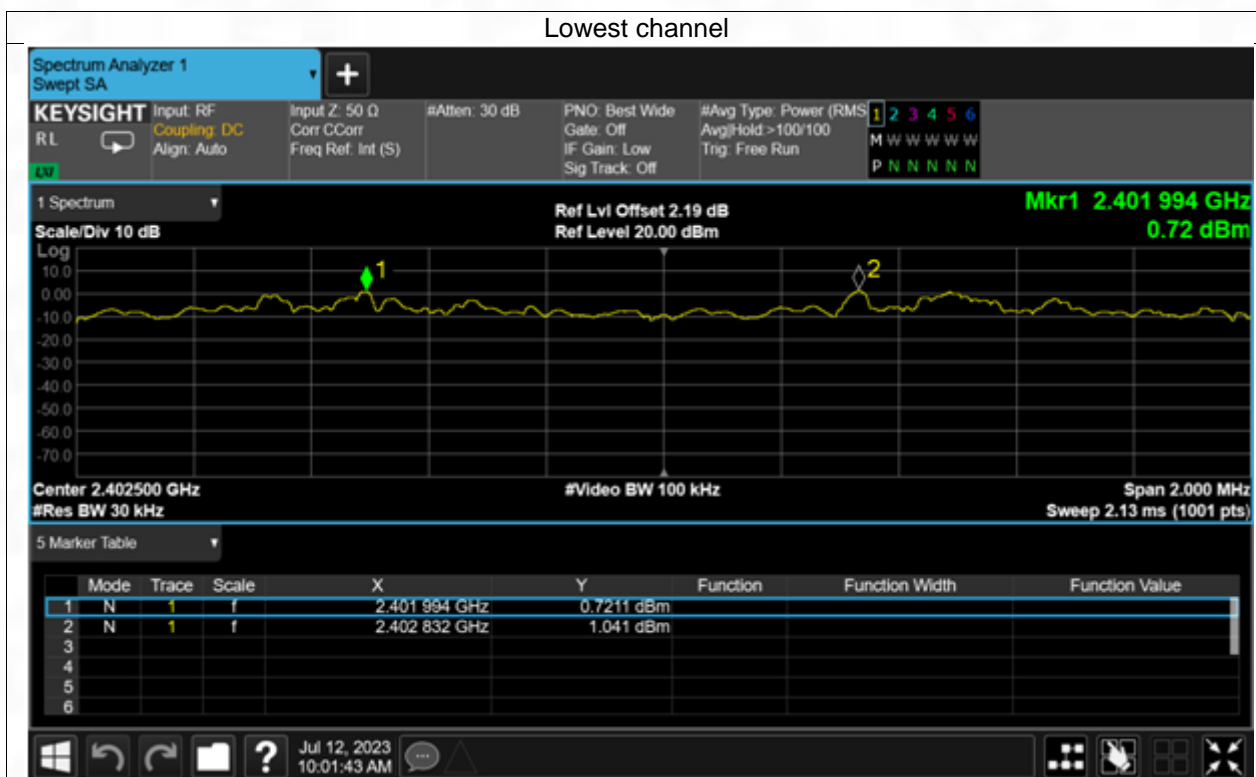 Lowest channel
Spectrum Analyzer 1
Swept SA
+
KEYSIGHT
RL
LXI
Input: RF
Coupling: DC
Align: Auto
Input Z: 50 Ω
Corr CCorr
Freq Ref: Int (S)
#Atten: 30 dB
PNO: Best Wide
Gate: Off
IF Gain: Low
Sig Track: Off
#Avg Type: Power (RMS
Avg|Hold:>100/100
Trig: Free Run
1 2 3 4 5 6
M W W W W W
P N N N N N
1 Spectrum
Scale/Div 10 dB
Ref Lvl Offset 2.19 dB
Ref Level 20.00 dBm
Mkr1 2.401 994 GHz
0.72 dBm
Log
10.0
0.00
-10.0
-20.0
-30.0
-40.0
-50.0
-60.0
-70.0
1
2
Center 2.402500 GHz
#Res BW 30 kHz
#Video BW 100 kHz
Span 2.000 MHz
Sweep 2.13 ms (1001 pts)
5 Marker Table
Mode Trace Scale X Y Function Function Width Function Value
1 N 1 f 2.401 994 GHz 0.7211 dBm
2 N 1 f 2.402 832 GHz 1.041 dBm
3
4
5
6
?
Jul 12, 2023
10:01:43 AM